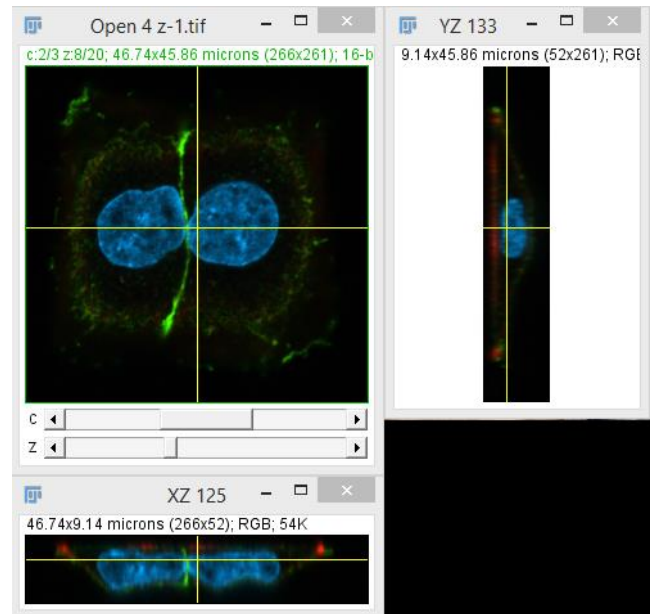 Open 4 z-1.tif
c:2/3 z:8/20; 46.74x45.86 microns (266x261); 16-b
C
Z
YZ 133
9.14x45.86 microns (52x261); RGB
XZ 125
46.74x9.14 microns (266x52); RGB; 54K